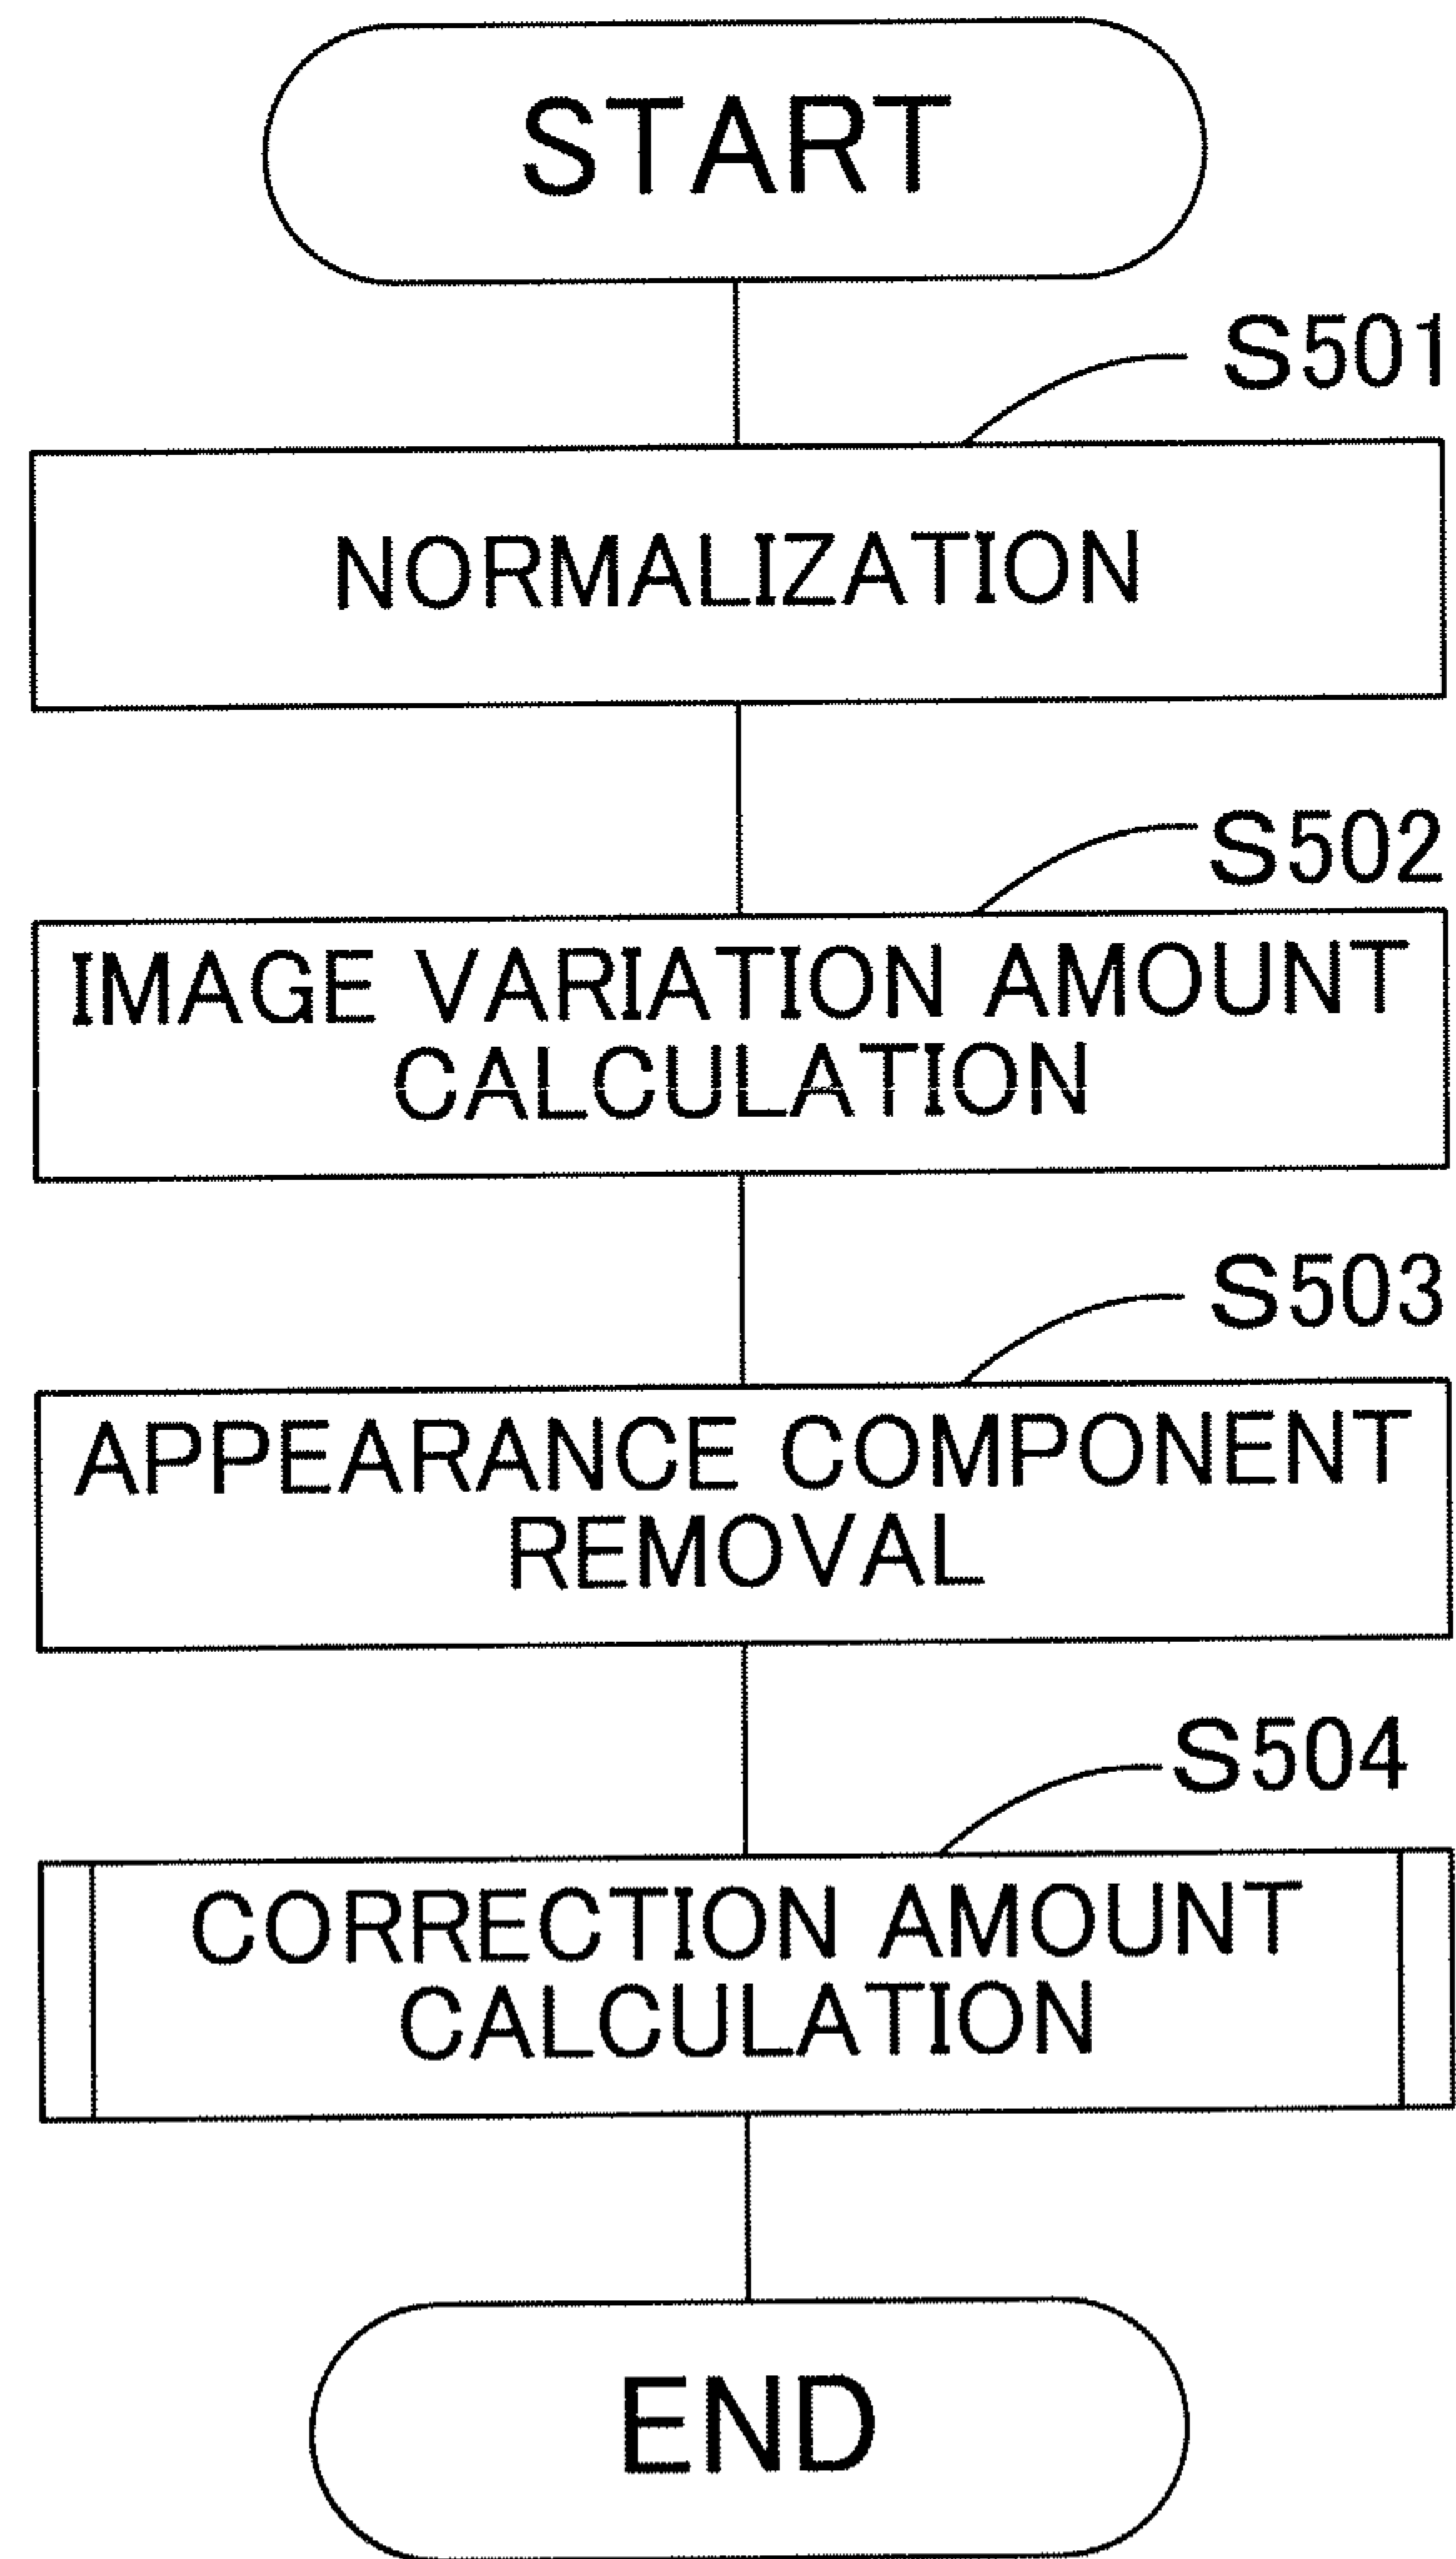 START
S501
NORMALIZATION
S502
IMAGE VARIATION AMOUNT
CALCULATION
S503
APPEARANCE COMPONENT
REMOVAL
S504
CORRECTION AMOUNT
CALCULATION
END